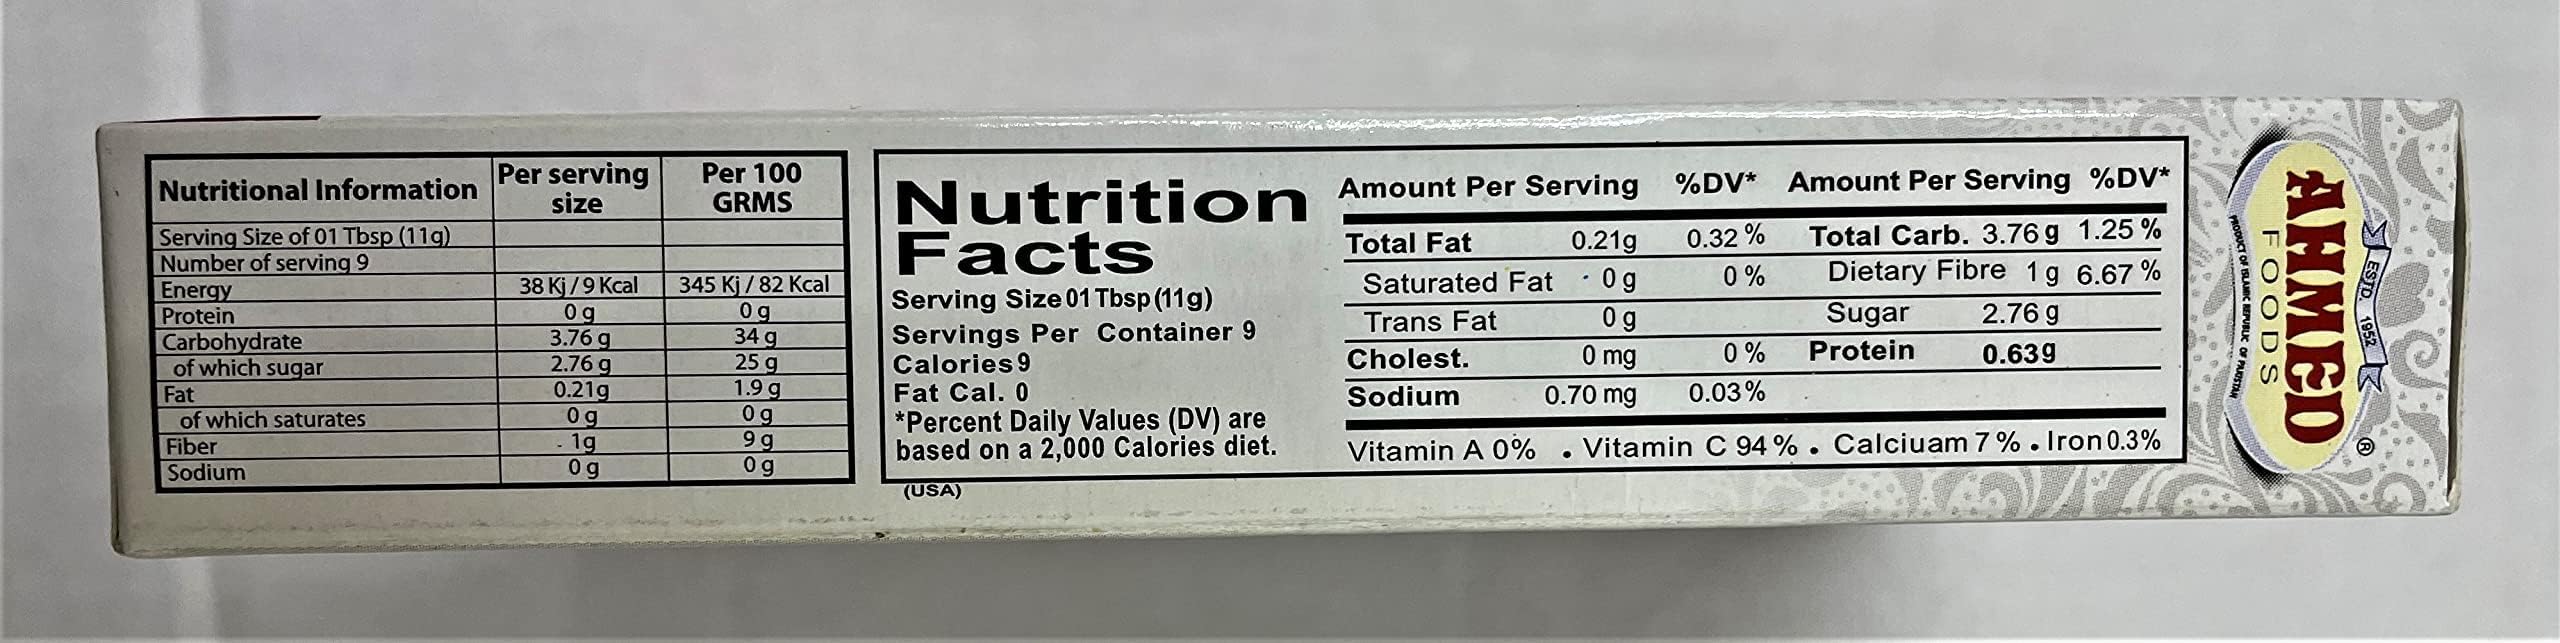 Nutritional Information Per serving size Per 100 GRMS
Serving Size of 01 Tbsp (11g)
Number of serving 9
Energy 38 Kj / 9 Kcal 345 Kj / 82 Kcal
Protein 0 g 0 g
Carbohydrate 3.76 g 34 g
of which sugar 2.76 g 25 g
Fat 0.21g 1.9 g
of which saturates 0 g 0 g
Fiber 1g 9 g
Sodium 0 g 0 g
Nutrition
Facts
Serving Size 01 Tbsp (11g)
Servings Per Container 9
Calories 9
Fat Cal. 0
*Percent Daily Values (DV) are
based on a 2,000 Calories diet.
(USA)
Amount Per Serving %DV* Amount Per Serving %DV*
Total Fat 0.21g 0.32 % Total Carb. 3.76 g 1.25 %
Saturated Fat 0 g 0 % Dietary Fibre 1 g 6.67 %
Trans Fat 0 g Sugar 2.76 g
Cholest. 0 mg 0 % Protein 0.63g
Sodium 0.70 mg 0.03 %
Vitamin A 0% . Vitamin C 94 % . Calciuam 7 % . Iron 0.3%
ESTD. 1952
AHMED ®
FOODS
PRODUCT OF ISLAMIC REPUBLIC OF PAKISTAN